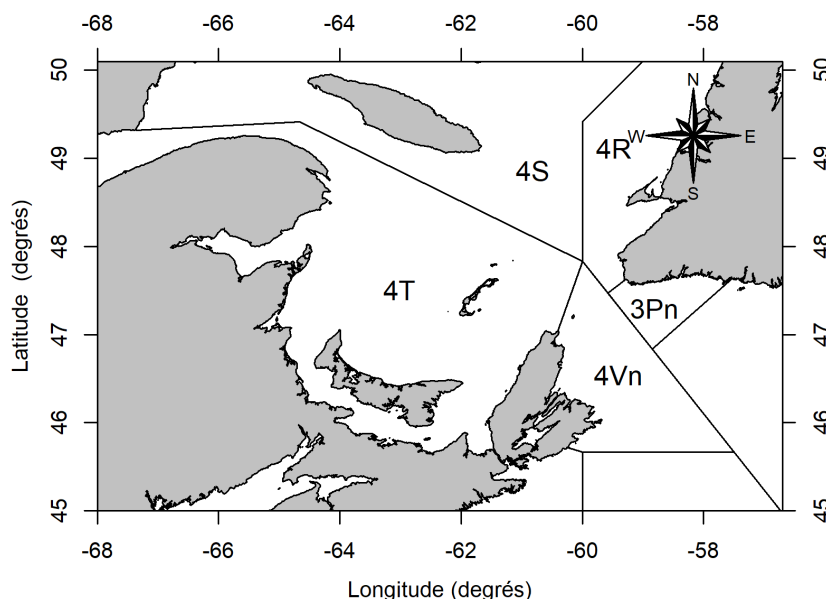 -68 -66 -64 -62 -60 -58
50 50
N
W E
4R
49 49
4S
S
48 48
4T
3Pn
47 47
4Vn
46 46
45 45
-68 -66 -64 -62 -60 -58
Latitude (degrés)
Longitude (degrés)